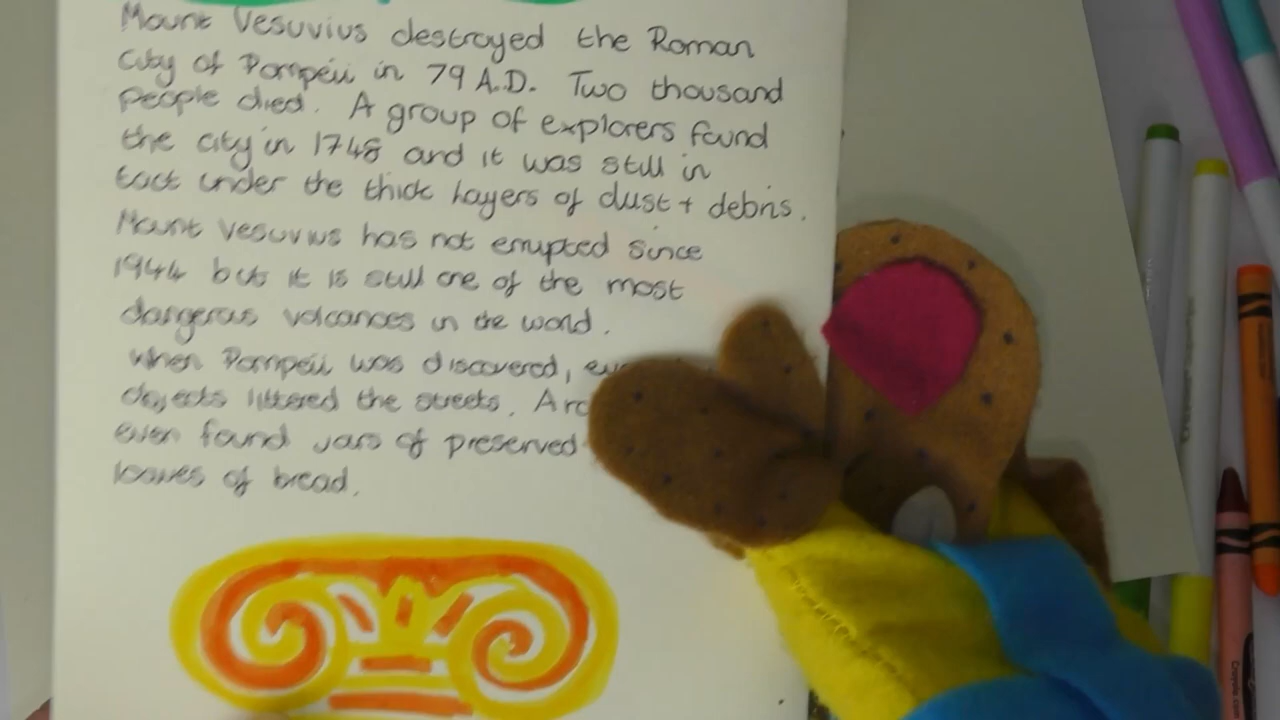 Mount Vesuvius destroyed the Roman
City of Pompeii in 79 A.D. Two thousand
people died. A group of explorers found
the city in 1748 and it was still in
tact under the thick layers of dust + debris.
Mount Vesuvius has not errupted since
1944 but it is still one of the most
dangerous volcanoes in the world.
When Pompeii was discovered,
objects littered the streets.
even found jars of preserved
loaves of bread.